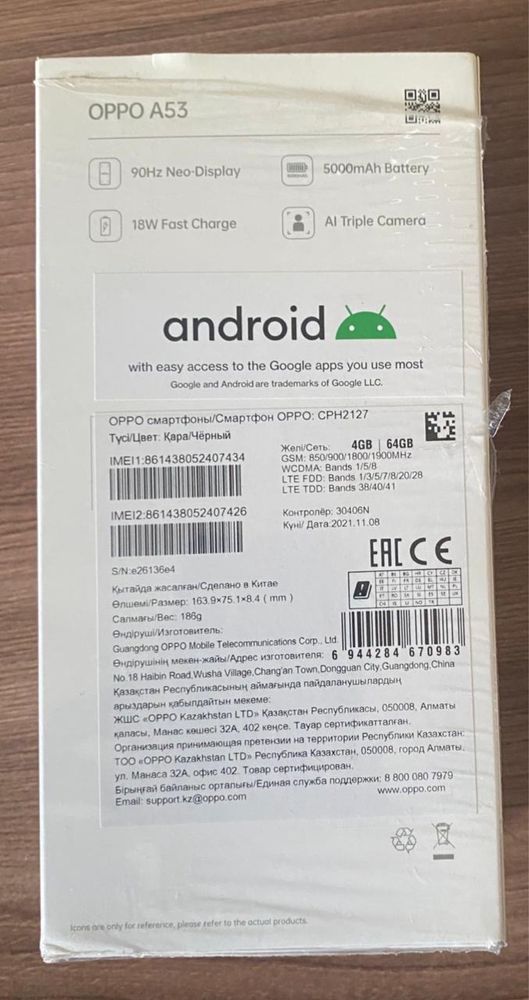 OPPO A53
90Hz Neo-Display
5000mAh Battery
18W Fast Charge
AI Triple Camera
android
with easy access to the Google apps you use most
Google and Android are trademarks of Google LLC.
OPPO смартфоны/Смартфон OPPO: CPH2127
Түсі/Цвет: Қара/Чёрный
IMEI1:861438052407434
IMEI2:861438052407426
S/N:e26136e4
Желі/Сеть: 4GB | 64GB
GSM: 850/900/1800/1900MHz
WCDMA: Bands 1/5/8
LTE FDD: Bands 1/3/5/7/8/20/28
LTE TDD: Bands 38/40/41
Контролёр: 30406N
Күні/ Дата:2021.11.08
EAC CE
Қытайда жасалған/Сделано в Китае
Өлшемі/Размер: 163.9×75.1×8.4 ( mm )
Салмағы/Вес: 186g
Өндіруші/Изготовитель:
Guangdong OPPO Mobile Telecommunications Corp., Ltd.
6 944284 670983
Өндірушінің мекен-жайы/Адрес изготовителя:
No.18 Haibin Road,Wusha Village,Chang'an Town,Dongguan City,Guangdong,China
Қазақстан Республикасының аймағында пайдаланушылардың
арыздарын қабылдайтын мекеме:
ЖШС «OPPO Kazakhstan LTD» Қазақстан Республикасы, 050008, Алматы
қаласы, Манас көшесі 32А, 402 кеңсе. Тауар сертификатталған.
Организация принимающая претензии на территории Республики Казахстан:
ТОО «OPPO Kazakhstan LTD» Республика Казахстан, 050008, город Алматы,
ул. Манаса 32А, офис 402. Товар сертифицирован.
Бірыңғай байланыс орталығы/Единая служба поддержки: 8 800 080 7979
Email: support.kz@oppo.com
www.oppo.com
Icons are only for reference, please refer to the actual products.